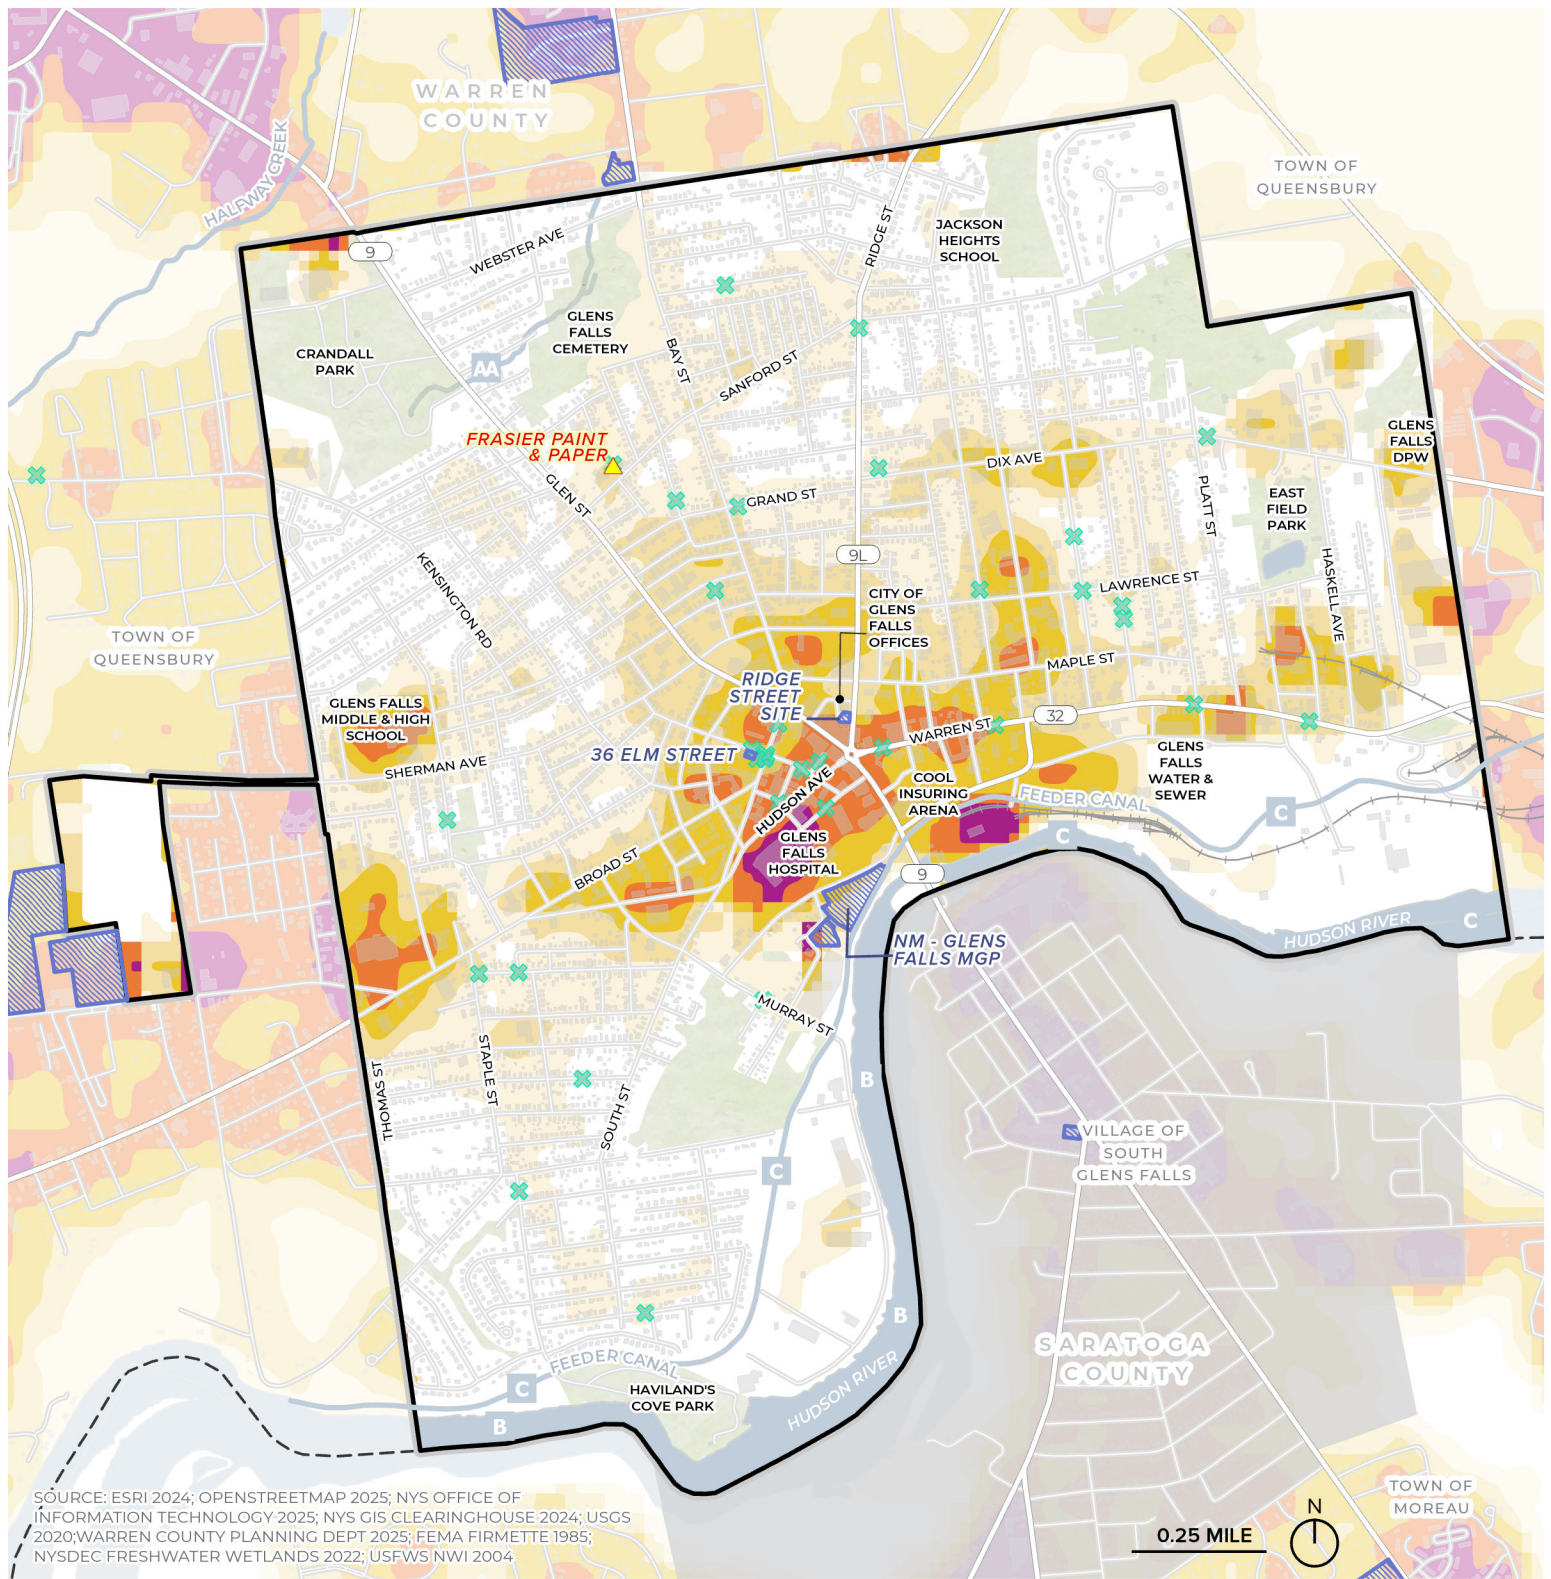 WARREN
COUNTY
HALFWAY CREEK
TOWN OF
QUEENSBURY
9
WEBSTER AVE
RIDGE ST
JACKSON
HEIGHTS
SCHOOL
GLENS
FALLS
CEMETERY
CRANDALL
PARK
AA
BAY ST
SANFORD ST
FRASIER PAINT
& PAPER
GLEN ST
GRAND ST
DIX AVE
GLENS
FALLS
DPW
PLATT ST
EAST
FIELD
PARK
9L
KENSINGTON RD
LAWRENCE ST
HASKELL AVE
CITY OF
GLENS
FALLS
OFFICES
TOWN OF
QUEENSBURY
MAPLE ST
RIDGE
STREET
SITE
GLENS FALLS
MIDDLE & HIGH
SCHOOL
32
WARREN ST
36 ELM STREET
SHERMAN AVE
GLENS
FALLS
WATER &
SEWER
COOL
INSURING
ARENA
HUDSON AVE
FEEDER CANAL
C
C
GLENS
FALLS
HOSPITAL
BROAD ST
9
HUDSON RIVER
C
NM - GLENS
FALLS MGP
MURRAY ST
STAPLE ST
THOMAS ST
SOUTH ST
B
C
VILLAGE OF
SOUTH
GLENS FALLS
B
SARATOGA
COUNTY
FEEDER CANAL
C
HAVILAND'S
COVE PARK
HUDSON RIVER
B
SOURCE: ESRI 2024; OPENSTREETMAP 2025; NYS OFFICE OF
INFORMATION TECHNOLOGY 2025; NYS GIS CLEARINGHOUSE 2024; USGS
2020;WARREN COUNTY PLANNING DEPT 2025; FEMA FIRMETTE 1985;
NYSDEC FRESHWATER WETLANDS 2022; USFWS NWI 2004
TOWN OF
MOREAU
N
0.25 MILE